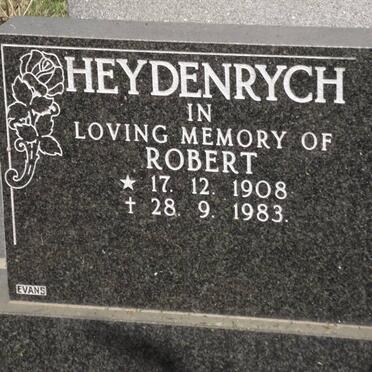 HEYDENRYCH
IN
LOVING MEMORY OF
ROBERT
★ 17. 12. 1908
† 28. 9. 1983.
EVANS